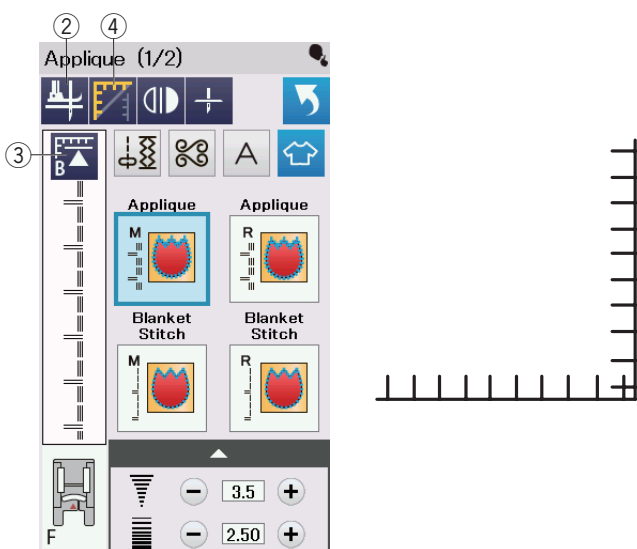 ② ④
Applique (1/2)
③
B
A
Applique Applique
M R
Blanket Stitch Blanket Stitch
M R
3.5
2.50
F